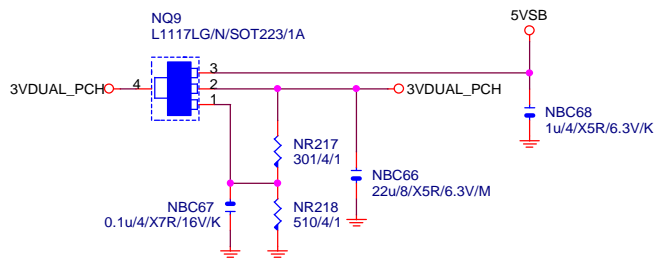 NQ9
L1117LG/N/SOT223/1A
5VSB
3
3VDUAL_PCH
4
2
3VDUAL_PCH
1
NBC68
1u/4/X5R/6.3V/K
NR217
301/4/1
NBC66
22u/8/X5R/6.3V/M
NBC67
0.1u/4/X7R/16V/K
NR218
510/4/1